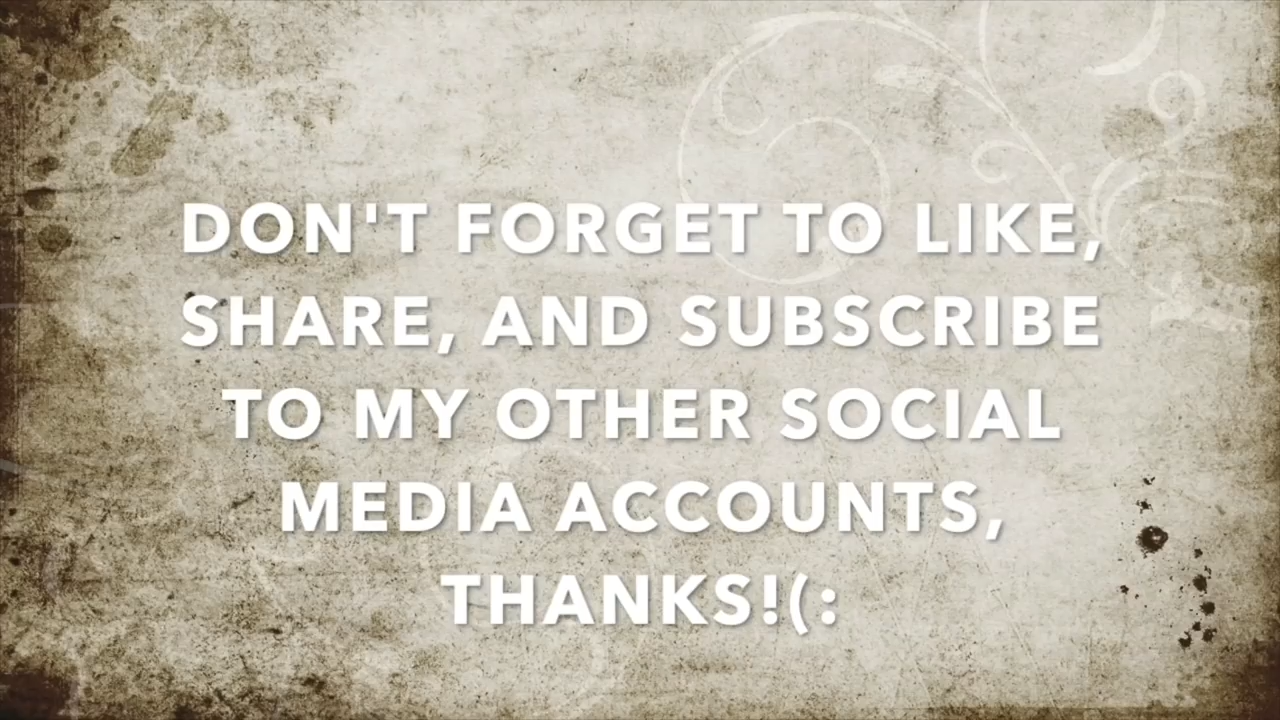 DON'T FORGET TO LIKE,
SHARE, AND SUBSCRIBE
TO MY OTHER SOCIAL
MEDIA ACCOUNTS,
THANKS!(: